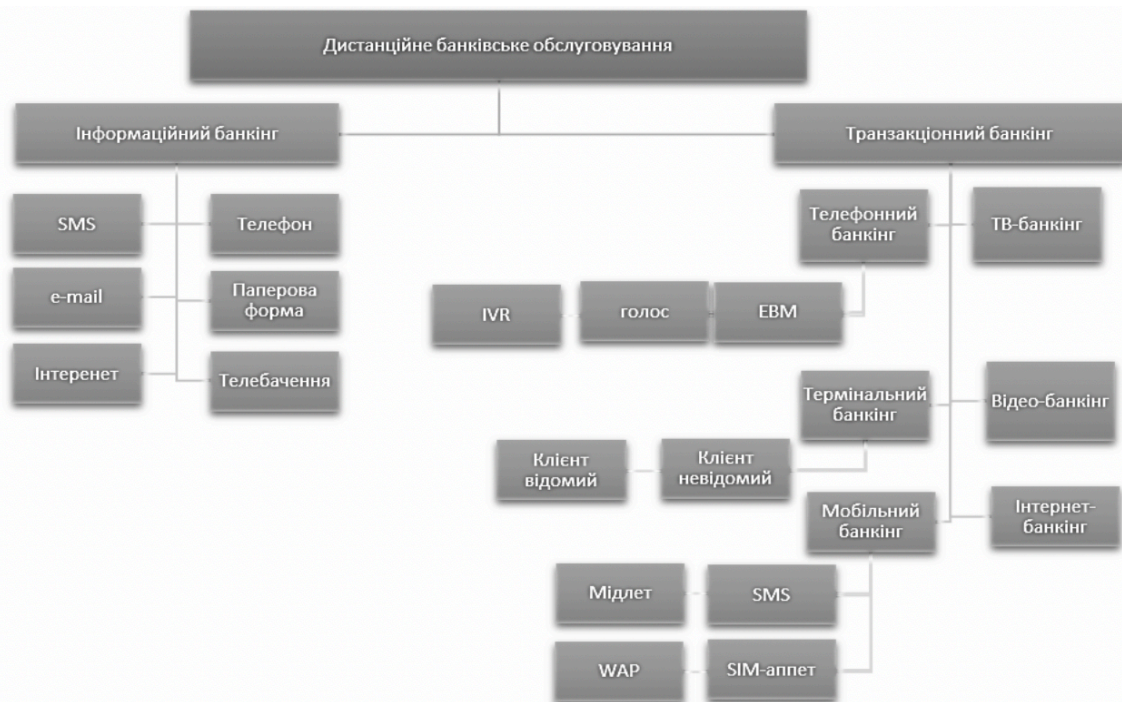 Дистанційне банківське обслуговування
Інформаційний банкінг
Транзакціонний банкінг
SMS
Телефон
e-mail
Паперова
форма
Інтеренет
Телебачення
Телефонний
банкінг
ТВ-банкінг
IVR
голос
ЕВМ
Термінальний
банкінг
Відео-банкінг
Клієнт
відомий
Клієнт
невідомий
Мобільний
банкінг
Інтернет-
банкінг
Мідлет
SMS
WAP
SIM-аппет